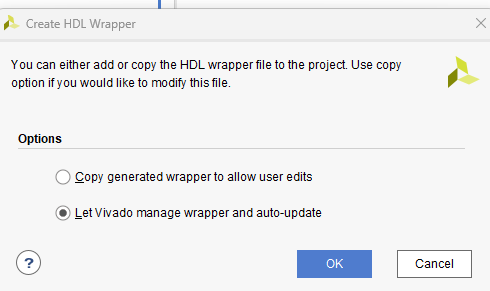 Create HDL Wrapper
You can either add or copy the HDL wrapper file to the project. Use copy
option if you would like to modify this file.
Options
Copy generated wrapper to allow user edits
Let Vivado manage wrapper and auto-update
?
OK
Cancel